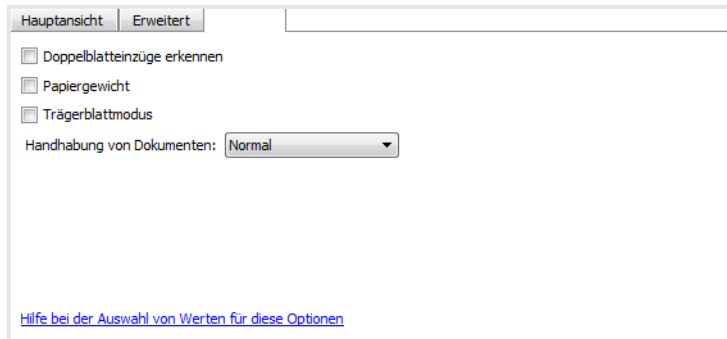 Hauptansicht Erweitert
Doppelblatteinzüge erkennen
Papiergewicht
Trägerblattmodus
Handhabung von Dokumenten: Normal
Hilfe bei der Auswahl von Werten für diese Optionen